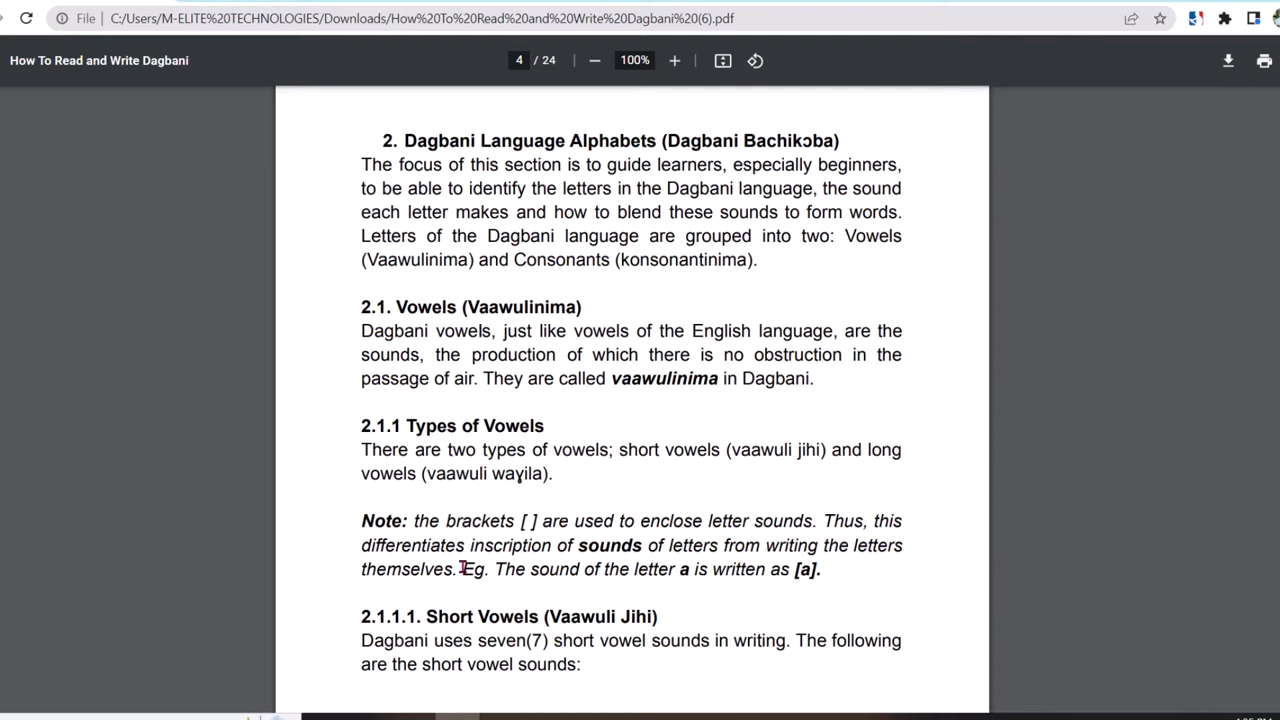 File
C:/Users/M-ELITE%20TECHNOLOGIES/Downloads/How%20To%20Read%20and%20Write%20Dagbani%20(6).pdf
How To Read and Write Dagbani
4 / 24
100%
2. Dagbani Language Alphabets (Dagbani Bachikɔba)
The focus of this section is to guide learners, especially beginners,
to be able to identify the letters in the Dagbani language, the sound
each letter makes and how to blend these sounds to form words.
Letters of the Dagbani language are grouped into two: Vowels
(Vaawulinima) and Consonants (konsonantinima).
2.1. Vowels (Vaawulinima)
Dagbani vowels, just like vowels of the English language, are the
sounds, the production of which there is no obstruction in the
passage of air. They are called vaawulinima in Dagbani.
2.1.1 Types of Vowels
There are two types of vowels; short vowels (vaawuli jihi) and long
vowels (vaawuli waɣila).
Note: the brackets [ ] are used to enclose letter sounds. Thus, this
differentiates inscription of sounds of letters from writing the letters
themselves. Eg. The sound of the letter a is written as [a].
2.1.1.1. Short Vowels (Vaawuli Jihi)
Dagbani uses seven(7) short vowel sounds in writing. The following
are the short vowel sounds: